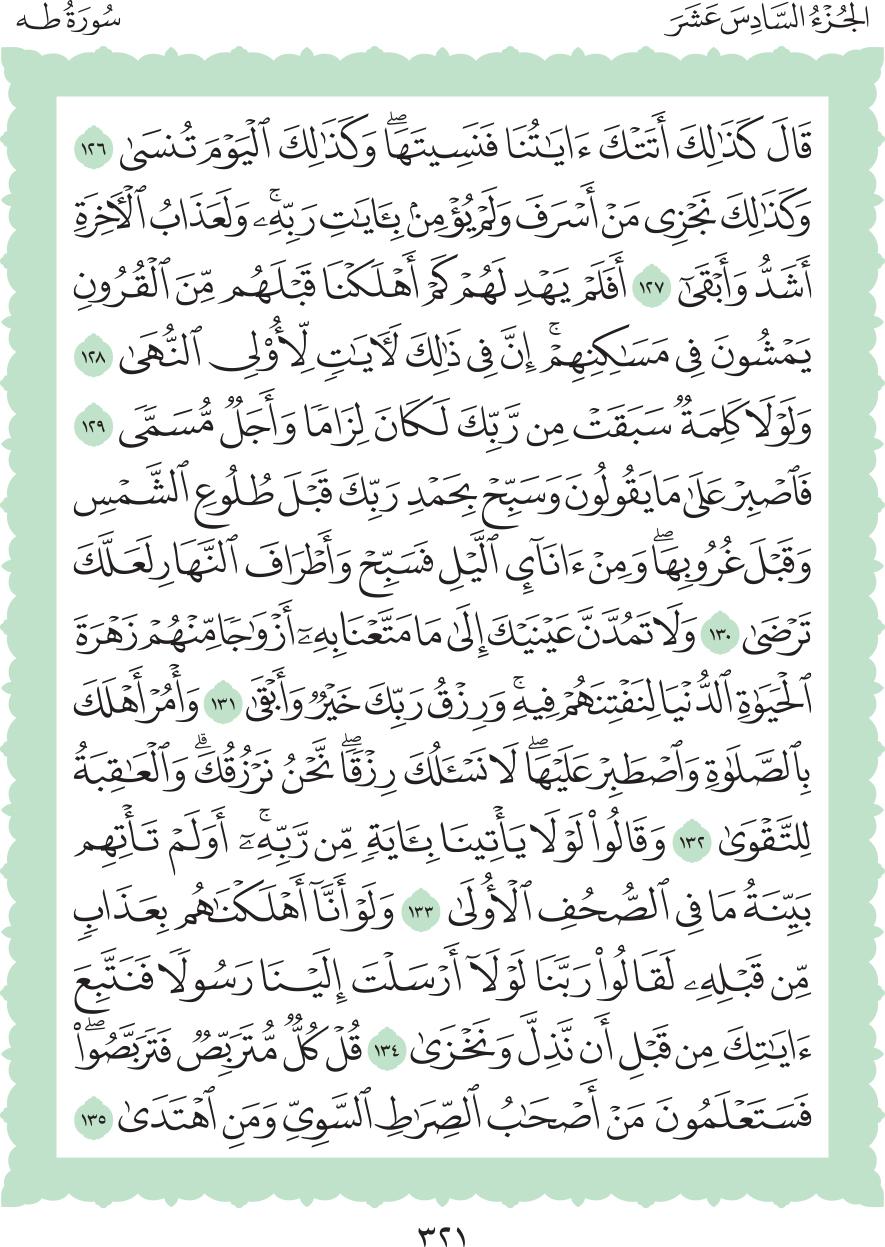 الجُزْءُ السَّادِسَ عَشَرَ
سُورَةُ طه
قَالَ كَذَٰلِكَ أَتَتْكَ ءَايَٰتُنَا فَنَسِيتَهَاۖ وَكَذَٰلِكَ ٱلْيَوْمَ تُنسَىٰ ١٢٦
وَكَذَٰلِكَ نَجْزِى مَنْ أَسْرَفَ وَلَمْ يُؤْمِنۢ بِـَٔايَٰتِ رَبِّهِۦۚ وَلَعَذَابُ ٱلْأَخِرَةِ
أَشَدُّ وَأَبْقَىٰٓ ١٢٧ أَفَلَمْ يَهْدِ لَهُمْ كَمْ أَهْلَكْنَا قَبْلَهُم مِّنَ ٱلْقُرُونِ
يَمْشُونَ فِى مَسَٰكِنِهِمْۚ إِنَّ فِى ذَٰلِكَ لَأٓيَٰتٍ لِّأُو۟لِى ٱلنُّهَىٰ ١٢٨
وَلَوْلَا كَلِمَةٌ سَبَقَتْ مِن رَّبِّكَ لَكَانَ لِزَامًا وَأَجَلٌ مُّسَمًّى ١٢٩
فَٱصْبِرْ عَلَىٰ مَا يَقُولُونَ وَسَبِّحْ بِحَمْدِ رَبِّكَ قَبْلَ طُلُوعِ ٱلشَّمْسِ
وَقَبْلَ غُرُوبِهَاۖ وَمِنْ ءَانَآئِ ٱلَّيْلِ فَسَبِّحْ وَأَطْرَافَ ٱلنَّهَارِ لَعَلَّكَ
تَرْضَىٰ ١٣٠ وَلَا تَمُدَّنَّ عَيْنَيْكَ إِلَىٰ مَا مَتَّعْنَا بِهِۦٓ أَزْوَٰجًا مِّنْهُمْ زَهْرَةَ
ٱلْحَيَوٰةِ ٱلدُّنْيَا لِنَفْتِنَهُمْ فِيهِۚ وَرِزْقُ رَبِّكَ خَيْرٌ وَأَبْقَىٰ ١٣١ وَأْمُرْ أَهْلَكَ
بِٱلصَّلَوٰةِ وَٱصْطَبِرْ عَلَيْهَاۖ لَا نَسْـَٔلُكَ رِزْقًاۖ نَّحْنُ نَرْزُقُكَۗ وَٱلْعَٰقِبَةُ
لِلتَّقْوَىٰ ١٣٢ وَقَالُوا۟ لَوْلَا يَأْتِينَا بِـَٔايَةٍ مِّن رَّبِّهِۦٓۚ أَوَلَمْ تَأْتِهِم
بَيِّنَةُ مَا فِى ٱلصُّحُفِ ٱلْأُولَىٰ ١٣٣ وَلَوْ أَنَّآ أَهْلَكْنَٰهُم بِعَذَابٍ
مِّن قَبْلِهِۦ لَقَالُوا۟ رَبَّنَا لَوْلَآ أَرْسَلْتَ إِلَيْنَا رَسُولًا فَنَتَّبِعَ
ءَايَٰتِكَ مِن قَبْلِ أَن نَّذِلَّ وَنَخْزَىٰ ١٣٤ قُلْ كُلٌّ مُّتَرَبِّصٌ فَتَرَبَّصُوا۟ۖ
فَسَتَعْلَمُونَ مَنْ أَصْحَٰبُ ٱلصِّرَٰطِ ٱلسَّوِىِّ وَمَنِ ٱهْتَدَىٰ ١٣٥
٣٢١